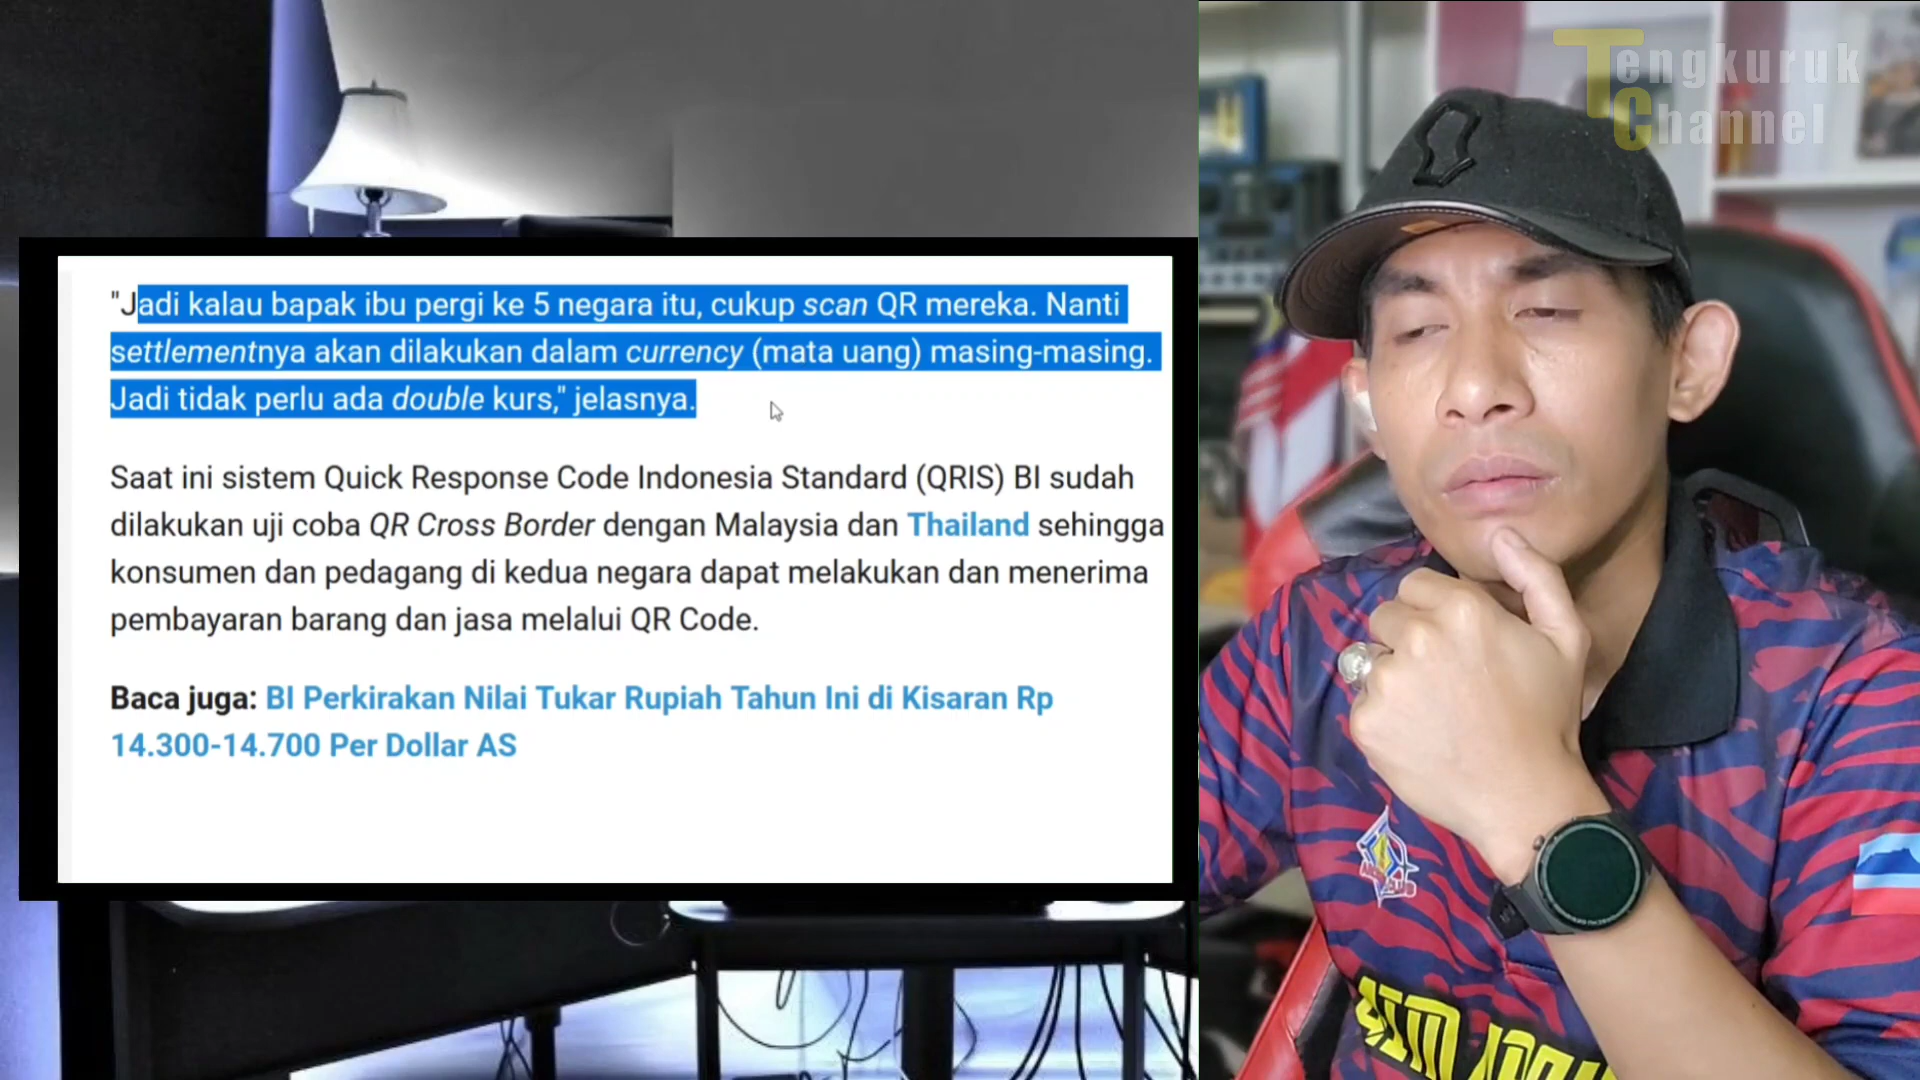 Tengkuruk
Channel
"Jadi kalau bapak ibu pergi ke 5 negara itu, cukup scan QR mereka. Nanti
settlementnya akan dilakukan dalam currency (mata uang) masing-masing.
Jadi tidak perlu ada double kurs," jelasnya.
Saat ini sistem Quick Response Code Indonesia Standard (QRIS) BI sudah
dilakukan uji coba QR Cross Border dengan Malaysia dan Thailand sehingga
konsumen dan pedagang di kedua negara dapat melakukan dan menerima
pembayaran barang dan jasa melalui QR Code.
Baca juga: BI Perkirakan Nilai Tukar Rupiah Tahun Ini di Kisaran Rp
14.300-14.700 Per Dollar AS